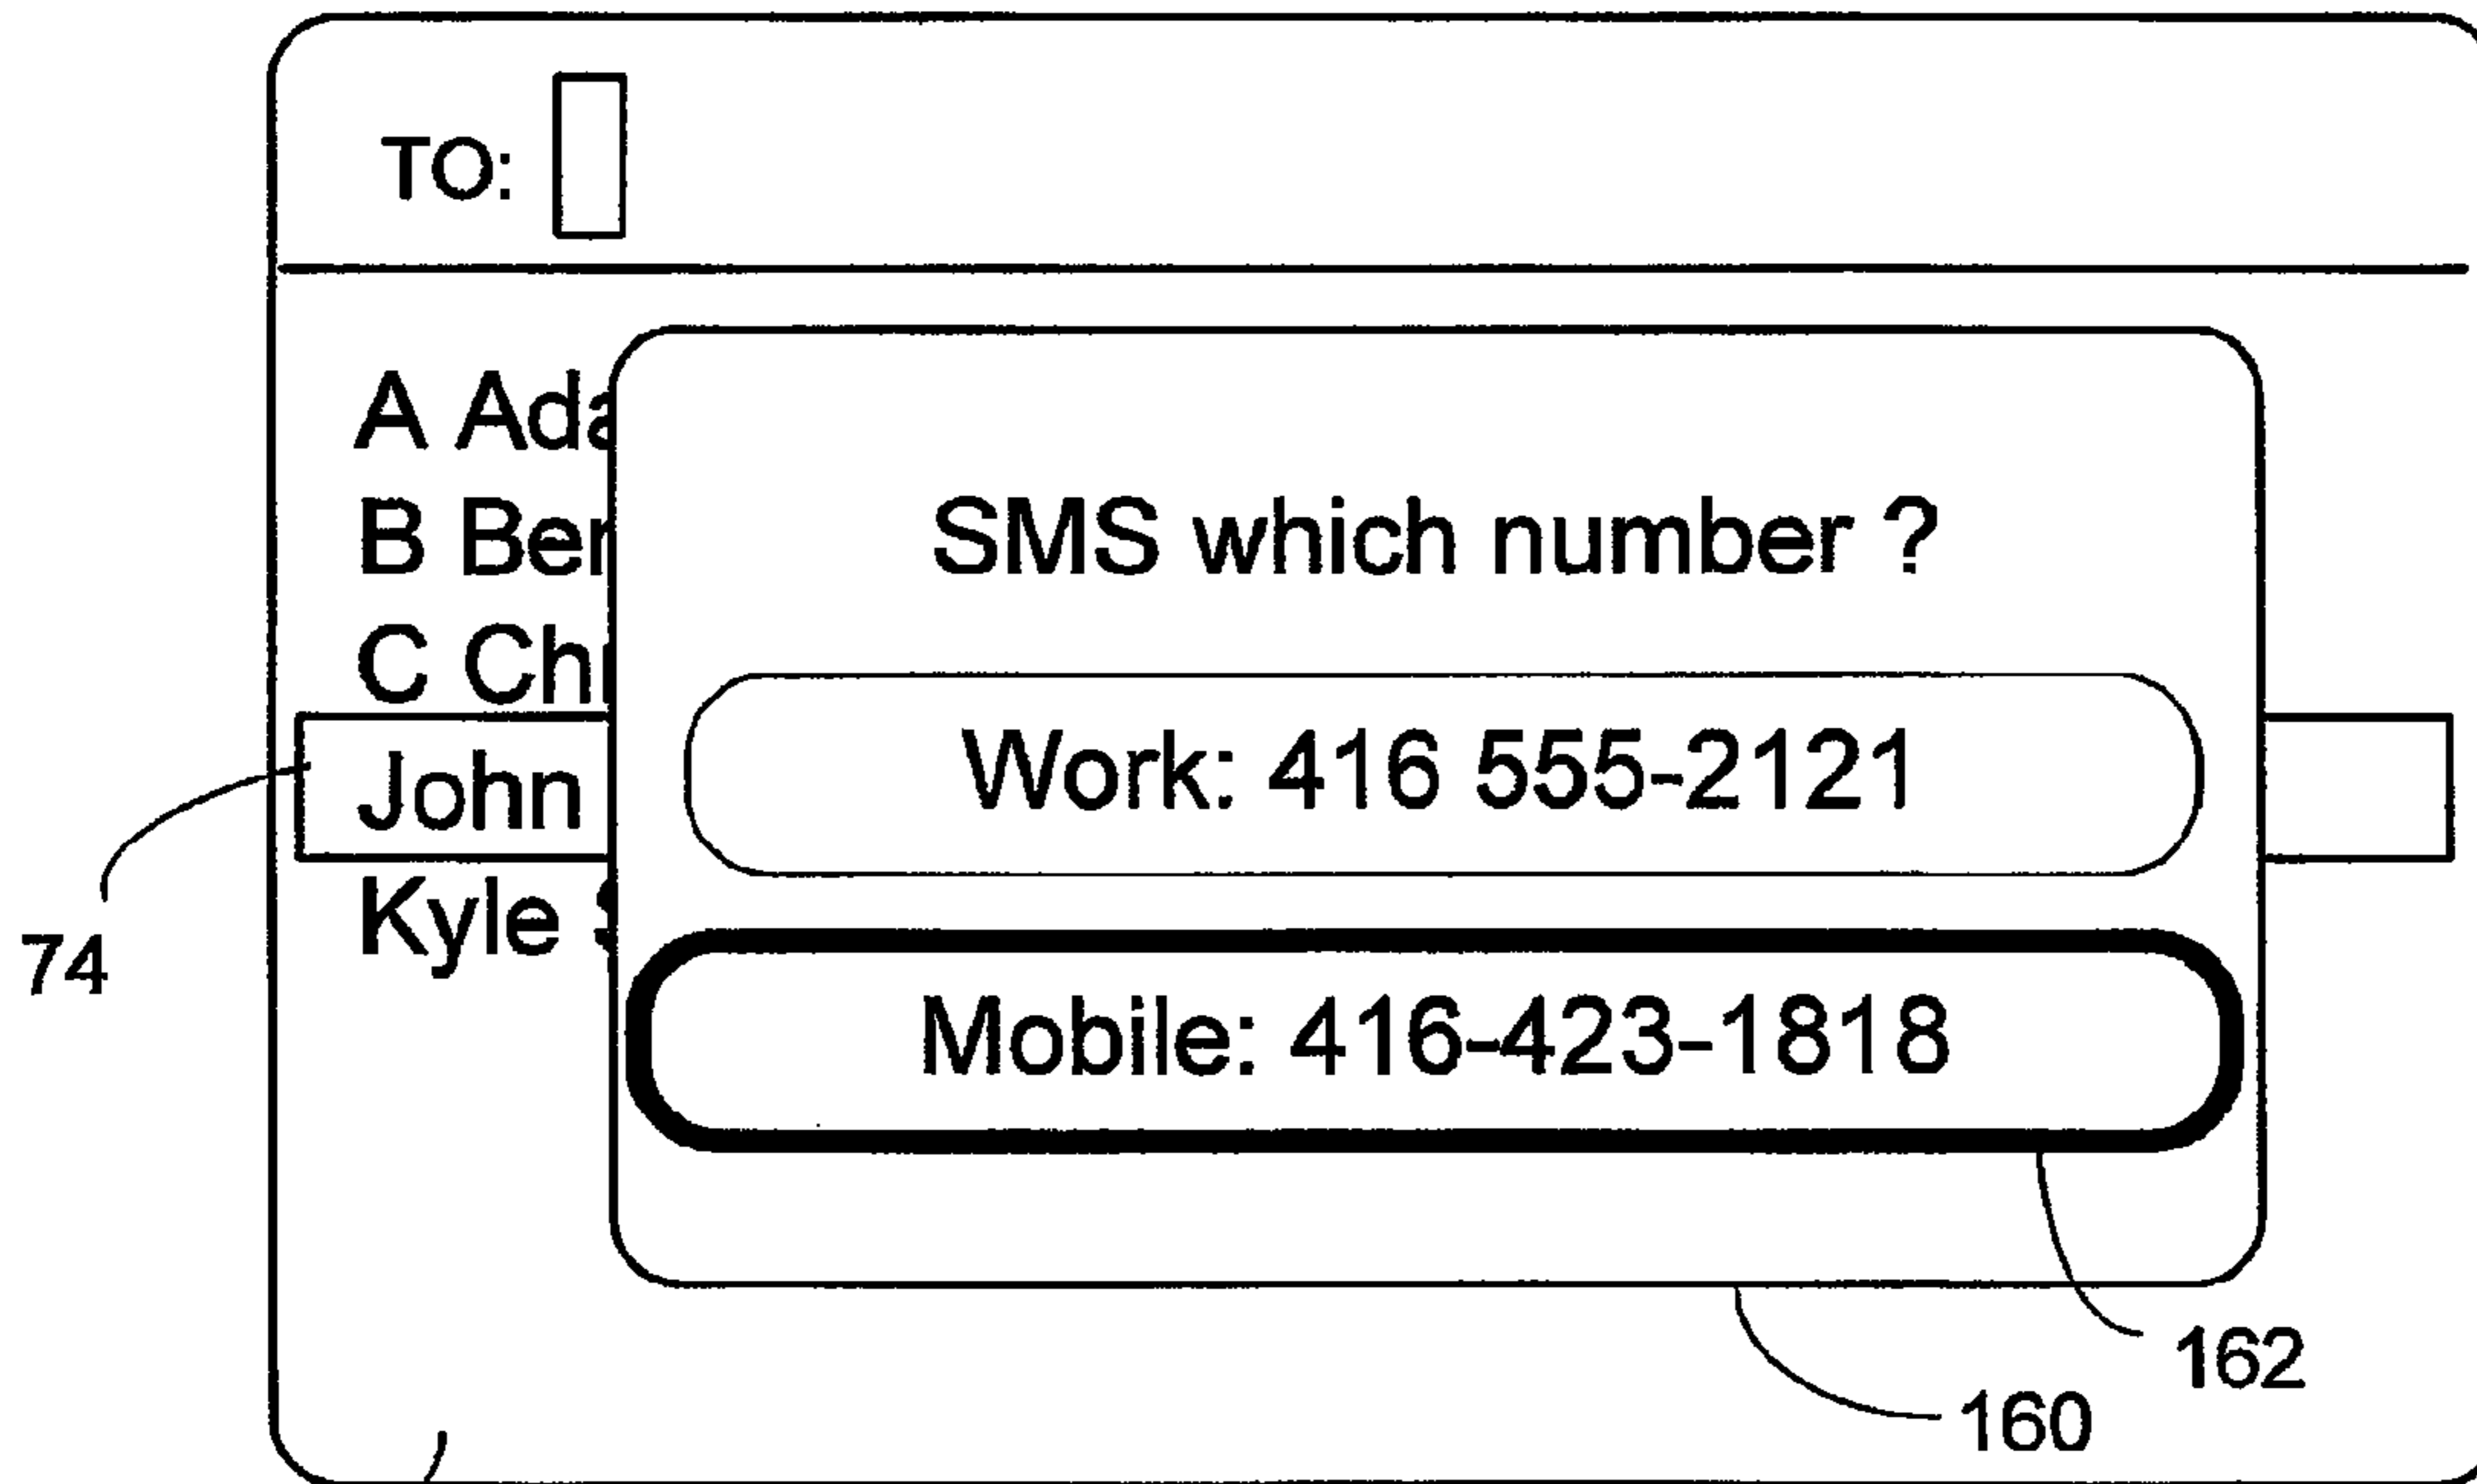 TO:
A Ada
B Ber
C Ch
John
Kyle
SMS which number ?
Work: 416 555-2121
Mobile: 416-423-1818
74
162
160